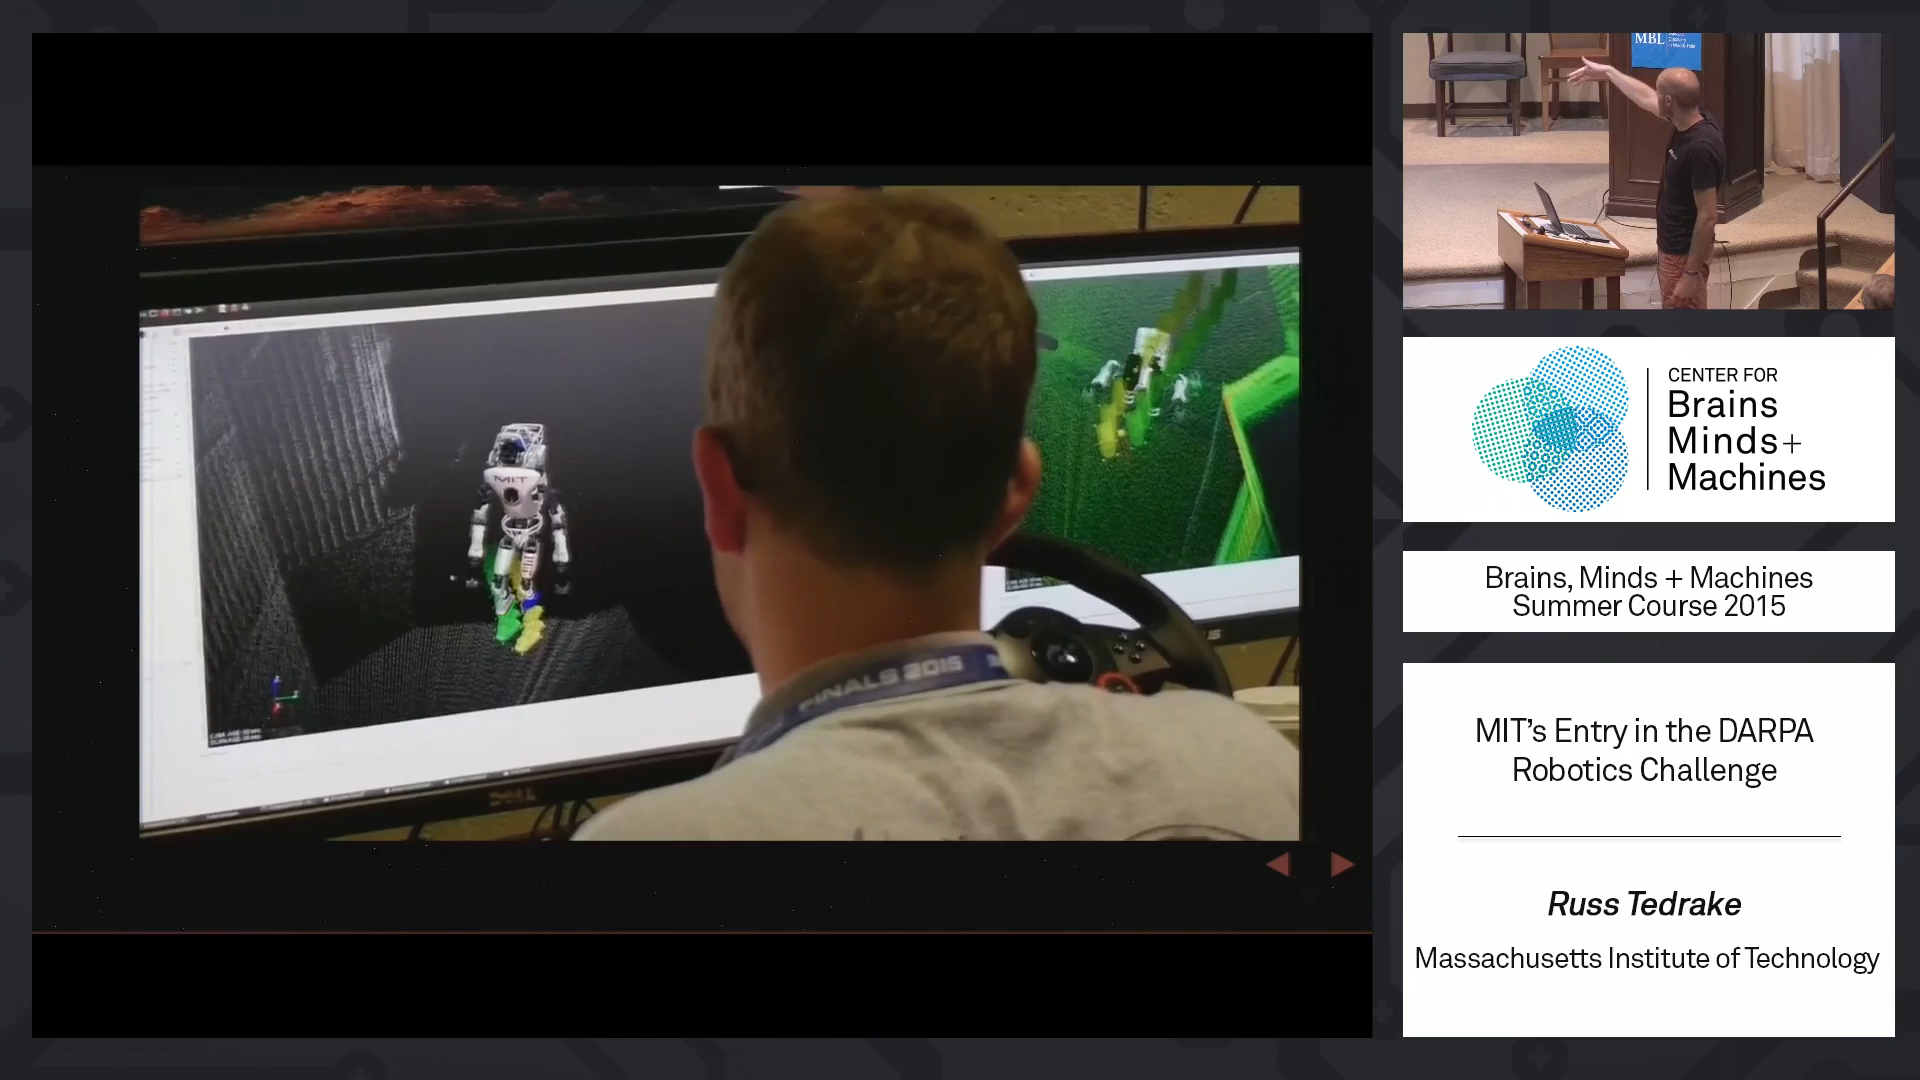 MBL
MIT
FINALS 2015
DELL
CENTER FOR
Brains
Minds+
Machines
Brains, Minds + Machines
Summer Course 2015
MIT's Entry in the DARPA
Robotics Challenge
Russ Tedrake
Massachusetts Institute of Technology